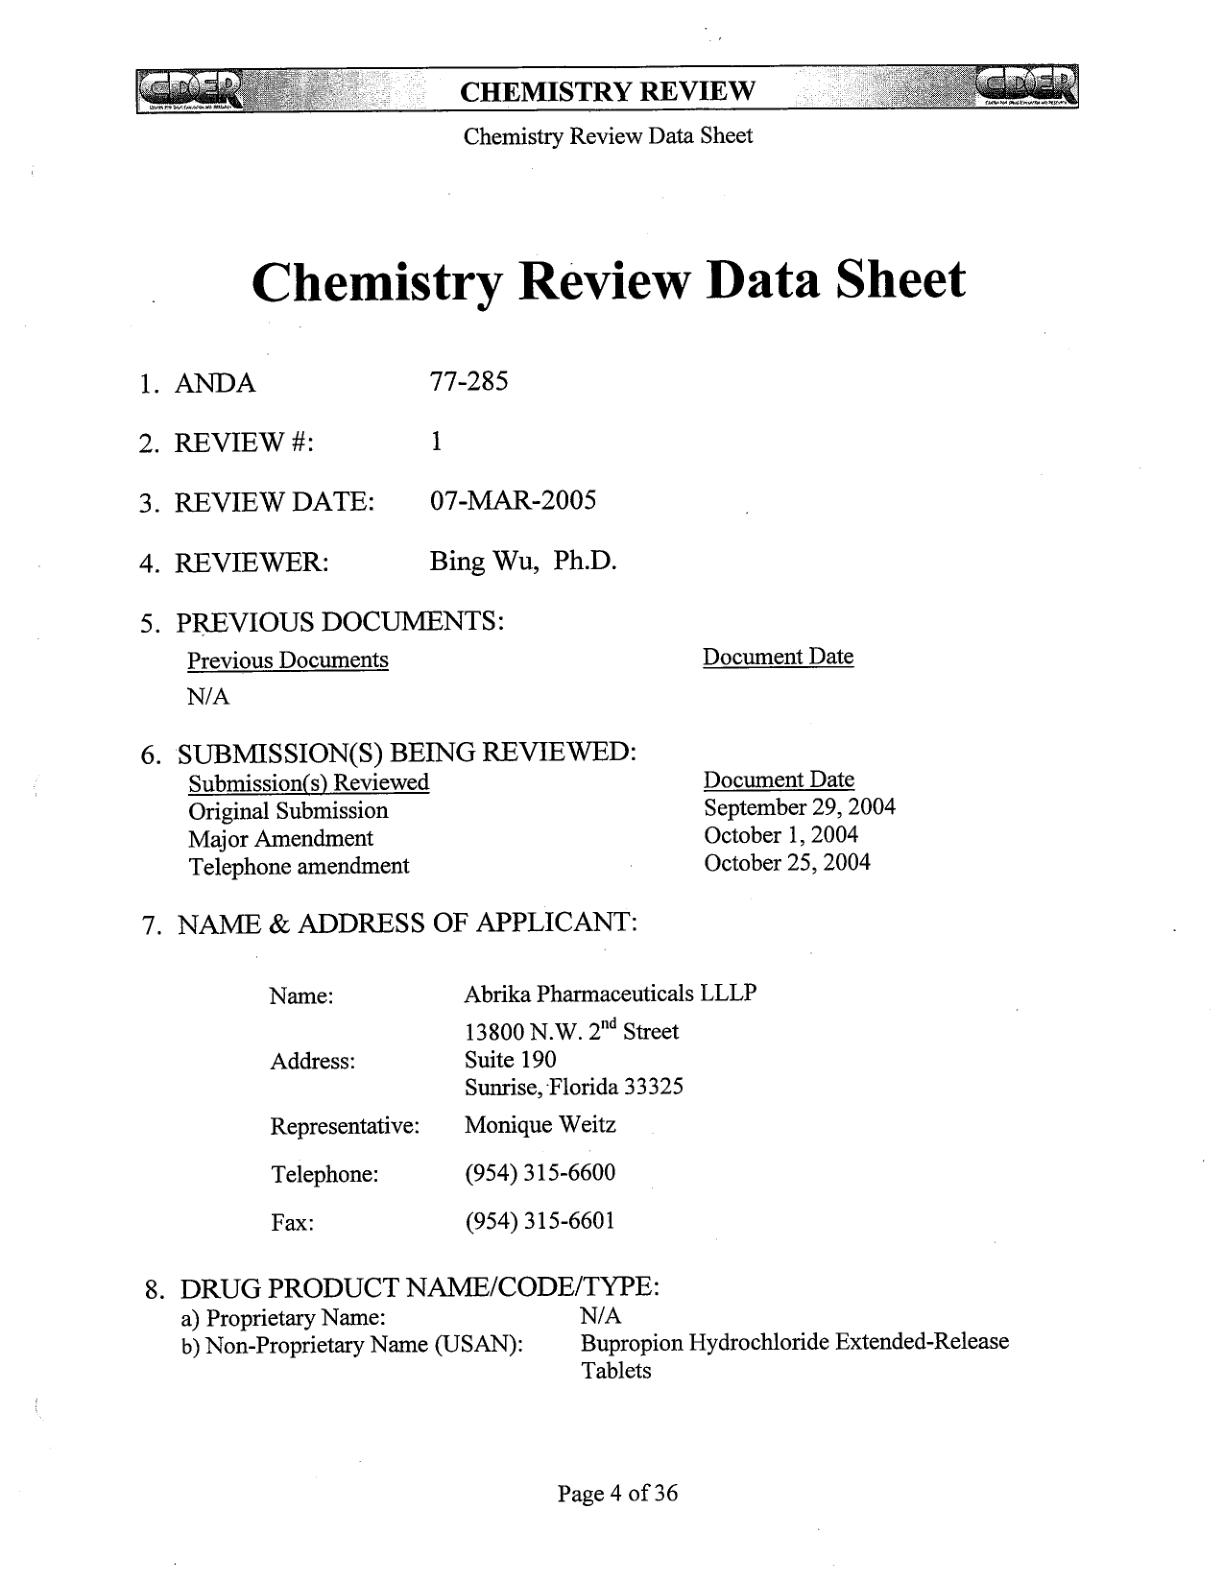 CDER
CHEMISTRY REVIEW
CDER
Chemistry Review Data Sheet
Chemistry Review Data Sheet
1. ANDA 77-285
2. REVIEW #: 1
3. REVIEW DATE: 07-MAR-2005
4. REVIEWER: Bing Wu, Ph.D.
5. PREVIOUS DOCUMENTS:
Previous Documents Document Date
N/A
6. SUBMISSION(S) BEING REVIEWED:
Submission(s) Reviewed Document Date
Original Submission September 29, 2004
Major Amendment October 1, 2004
Telephone amendment October 25, 2004
7. NAME & ADDRESS OF APPLICANT:
Name: Abrika Pharmaceuticals LLLP
13800 N.W. 2nd Street
Address: Suite 190
Sunrise, Florida 33325
Representative: Monique Weitz
Telephone: (954) 315-6600
Fax: (954) 315-6601
8. DRUG PRODUCT NAME/CODE/TYPE:
a) Proprietary Name: N/A
b) Non-Proprietary Name (USAN): Bupropion Hydrochloride Extended-Release
Tablets
Page 4 of 36